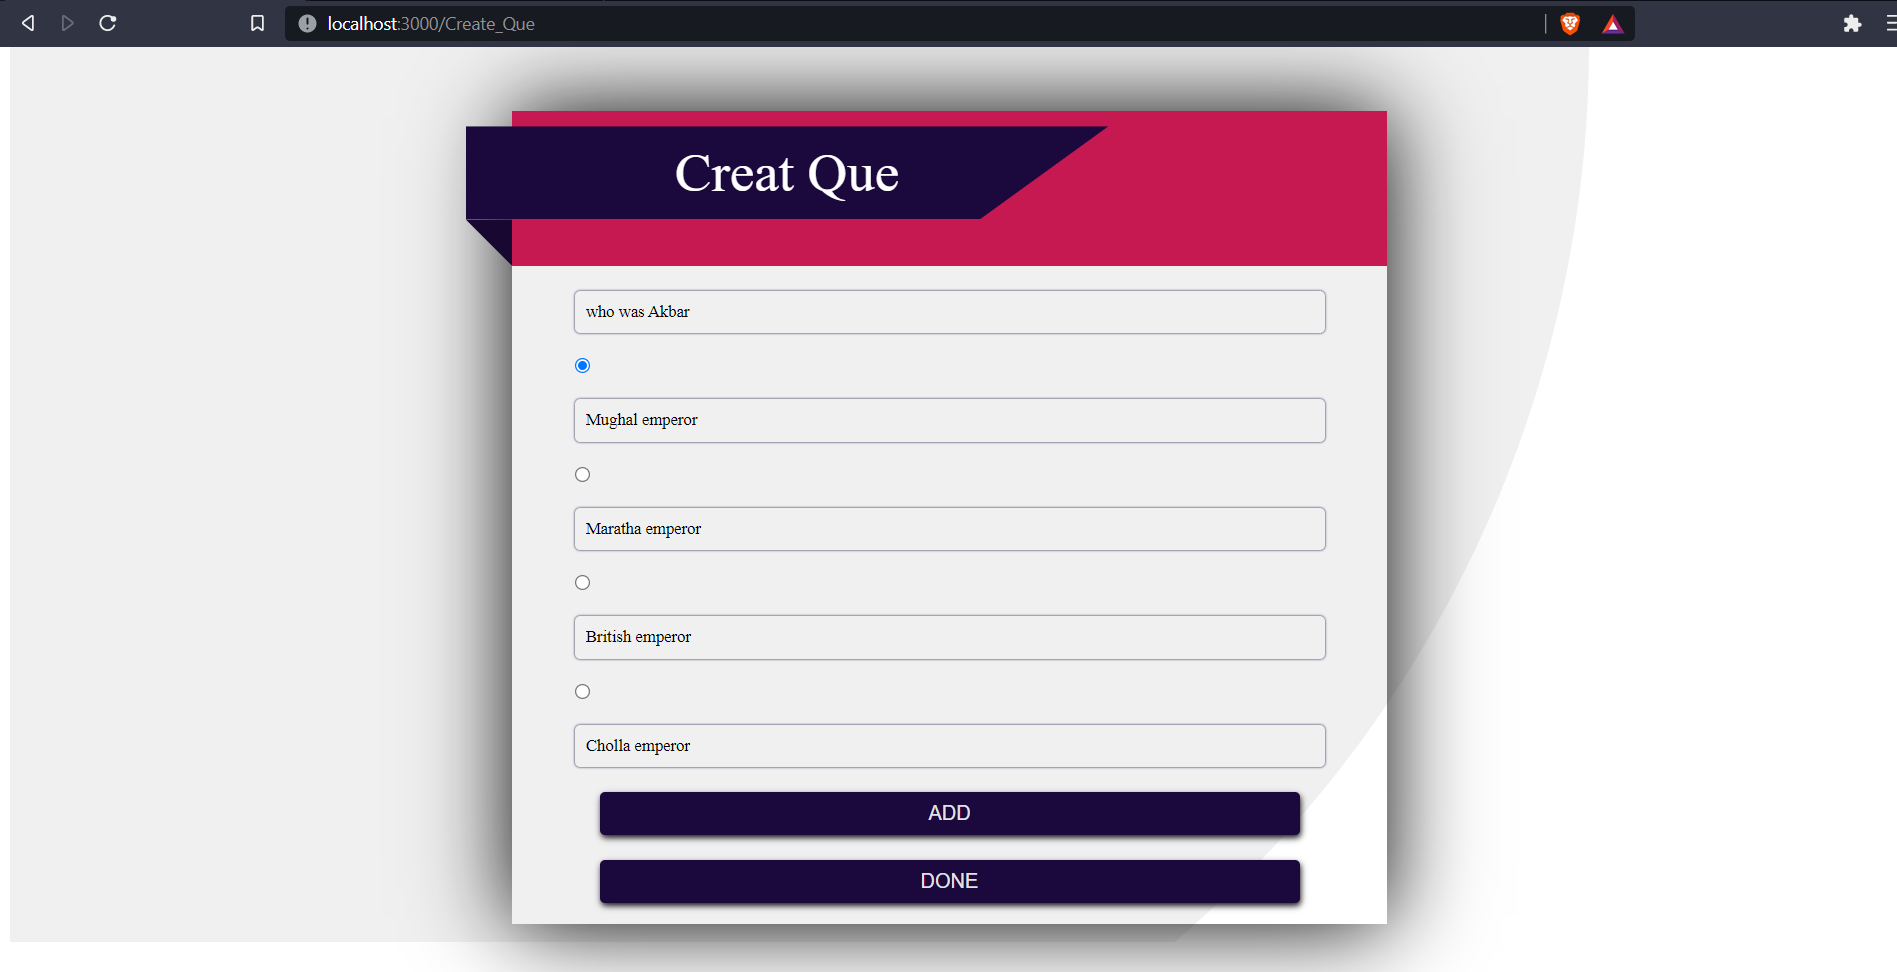 localhost:3000/Create_Que
Creat Que
who was Akbar
Mughal emperor
Maratha emperor
British emperor
Cholla emperor
ADD
DONE